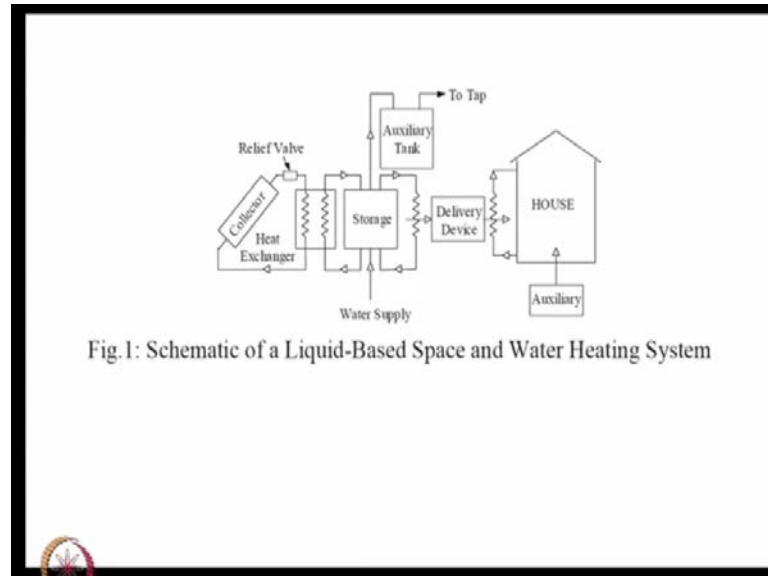 To Tap
Auxiliary
Tank
Relief Valve
Collector
Heat
Exchanger
Storage
Delivery
Device
HOUSE
Auxiliary
Water Supply
Fig.1: Schematic of a Liquid-Based Space and Water Heating System